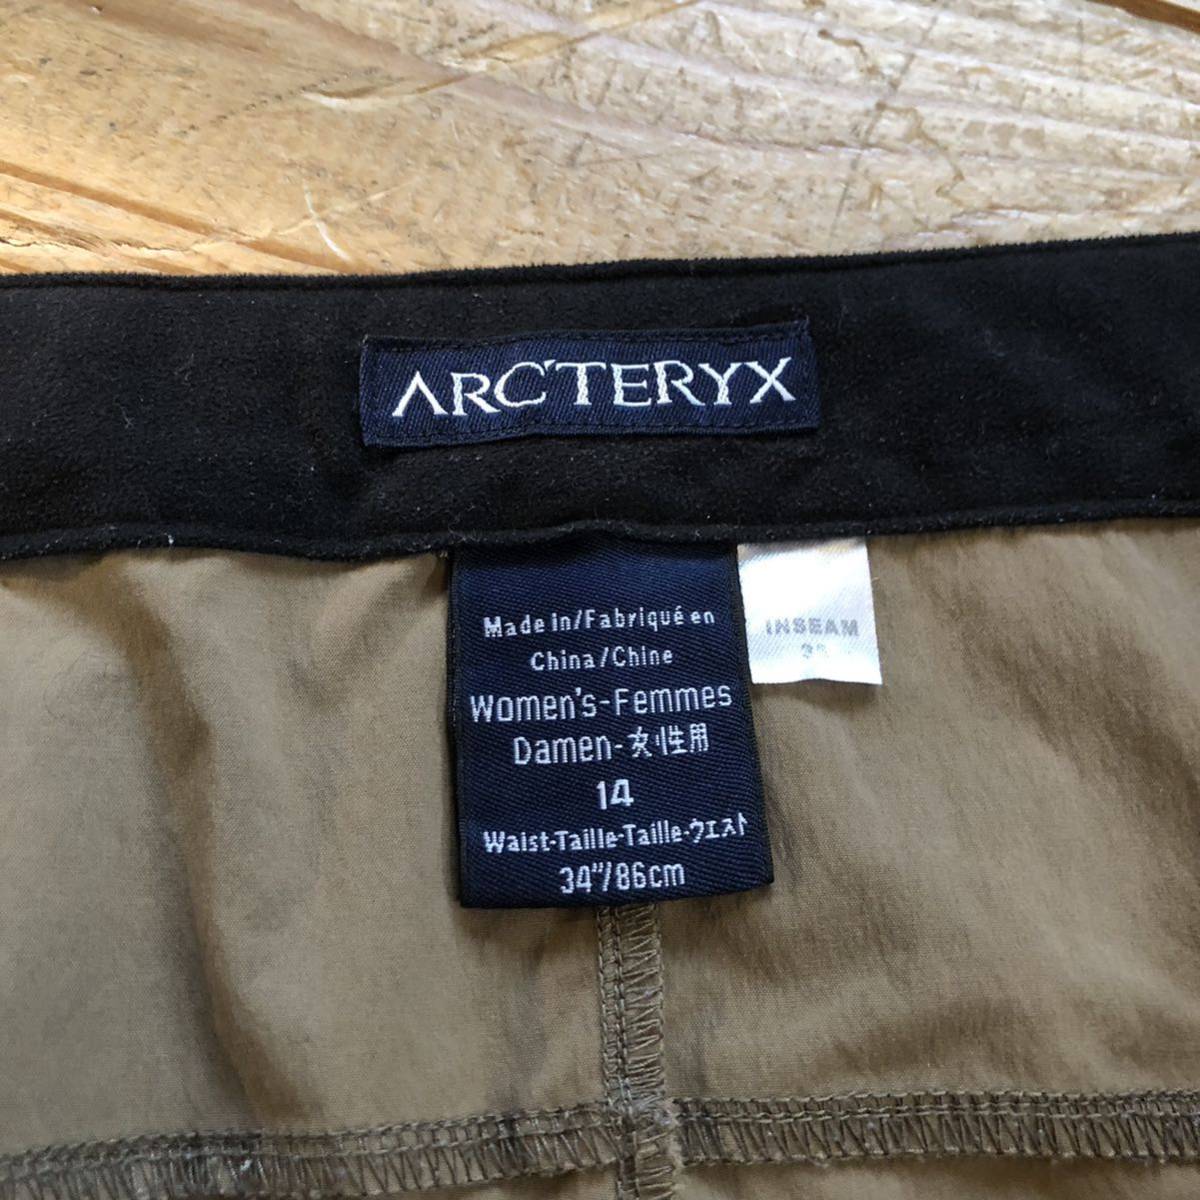 ARC'TERYX
Made in/Fabriqué en
China/Chine
Women's-Femmes
Damen-女性用
14
Waist-Taille-Taille-ウエスト
34"/86cm
INSEAM